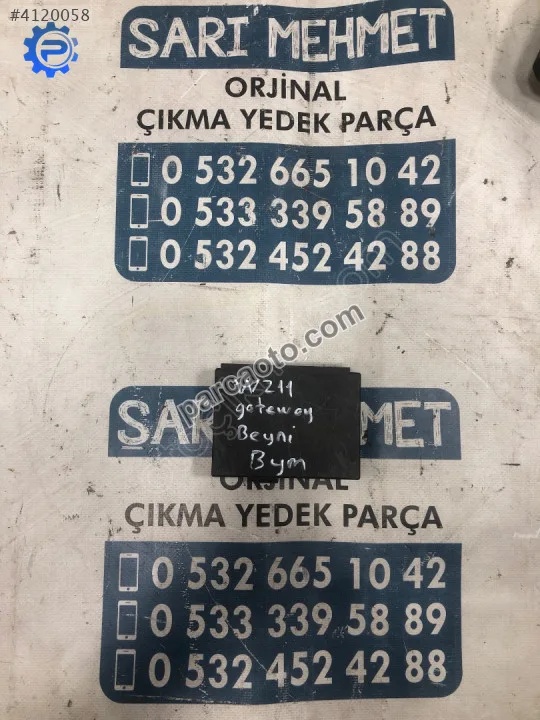 #4120058
SARI MEHMET
ORJİNAL
ÇIKMA YEDEK PARÇA
0 532 665 10 42
0 533 339 58 89
0 532 452 42 88
parcaoto.com
W211
gateway
Beyni
Bym
MET
ORJİNAL
ÇIKMA YEDEK PARÇA
0 532 665 10 42
0 533 339 58 89
0 532 452 42 88